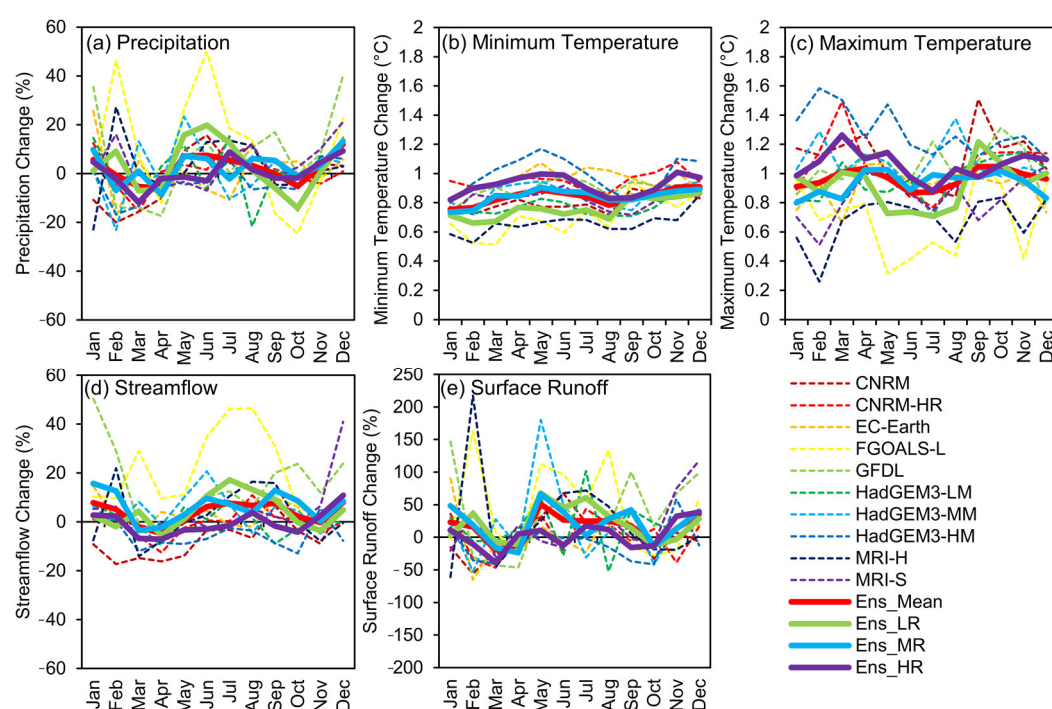 (a) Precipitation
Precipitation Change (%)
60
40
20
0
-20
-40
-60
Jan Feb Mar Apr May Jun Jul Aug Sep Oct Nov Dec
(b) Minimum Temperature
Minimum Temperature Change (°C)
2
1.8
1.6
1.4
1.2
1
0.8
0.6
0.4
0.2
0
Jan Feb Mar Apr May Jun Jul Aug Sep Oct Nov Dec
(c) Maximum Temperature
Maximum Temperature Change (°C)
2
1.8
1.6
1.4
1.2
1
0.8
0.6
0.4
0.2
0
Jan Feb Mar Apr May Jun Jul Aug Sep Oct Nov Dec
(d) Streamflow
Streamflow Change (%)
60
40
20
0
-20
-40
-60
Jan Feb Mar Apr May Jun Jul Aug Sep Oct Nov Dec
(e) Surface Runoff
Surface Runoff Change (%)
250
200
150
100
50
0
-50
-100
-150
-200
Jan Feb Mar Apr May Jun Jul Aug Sep Oct Nov Dec
CNRM
CNRM-HR
EC-Earth
FGOALS-L
GFDL
HadGEM3-LM
HadGEM3-MM
HadGEM3-HM
MRI-H
MRI-S
Ens_Mean
Ens_LR
Ens_MR
Ens_HR